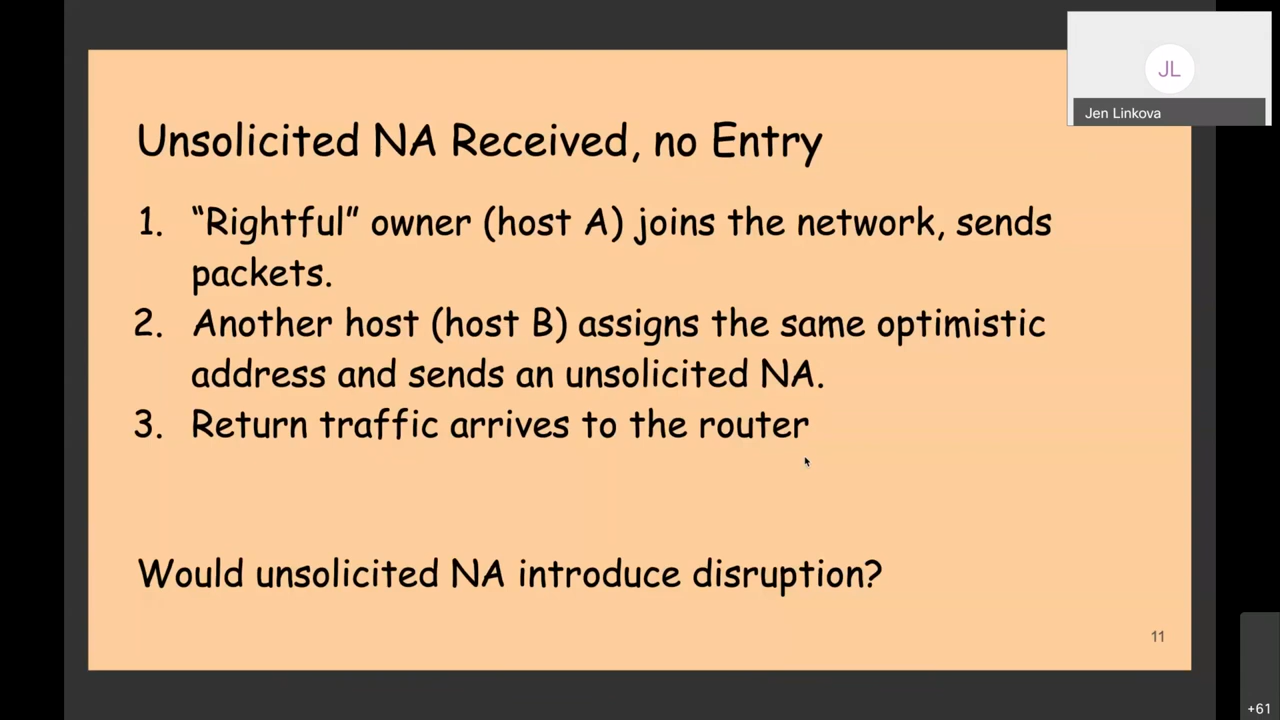 JL
Jen Linkova
Unsolicited NA Received, no Entry
1. “Rightful” owner (host A) joins the network, sends
packets.
2. Another host (host B) assigns the same optimistic
address and sends an unsolicited NA.
3. Return traffic arrives to the router
Would unsolicited NA introduce disruption?
11
+61